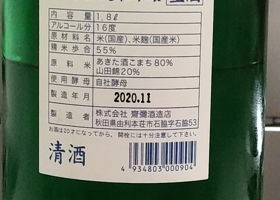 1.8ℓ
アルコール分 16度
原材料名 米(国産)、米麹(国産米)
精米歩合 55%
原料米 あきた酒こまち80%
山田錦20%
使用酵母 自社酵母
製造年月 2020.11
製造者 株式会社 齋彌酒造店
秋田県由利本荘市石脇字石脇53
お酒は20才になってから。開栓には十分注意して下さい。
清酒
4 934803 000904